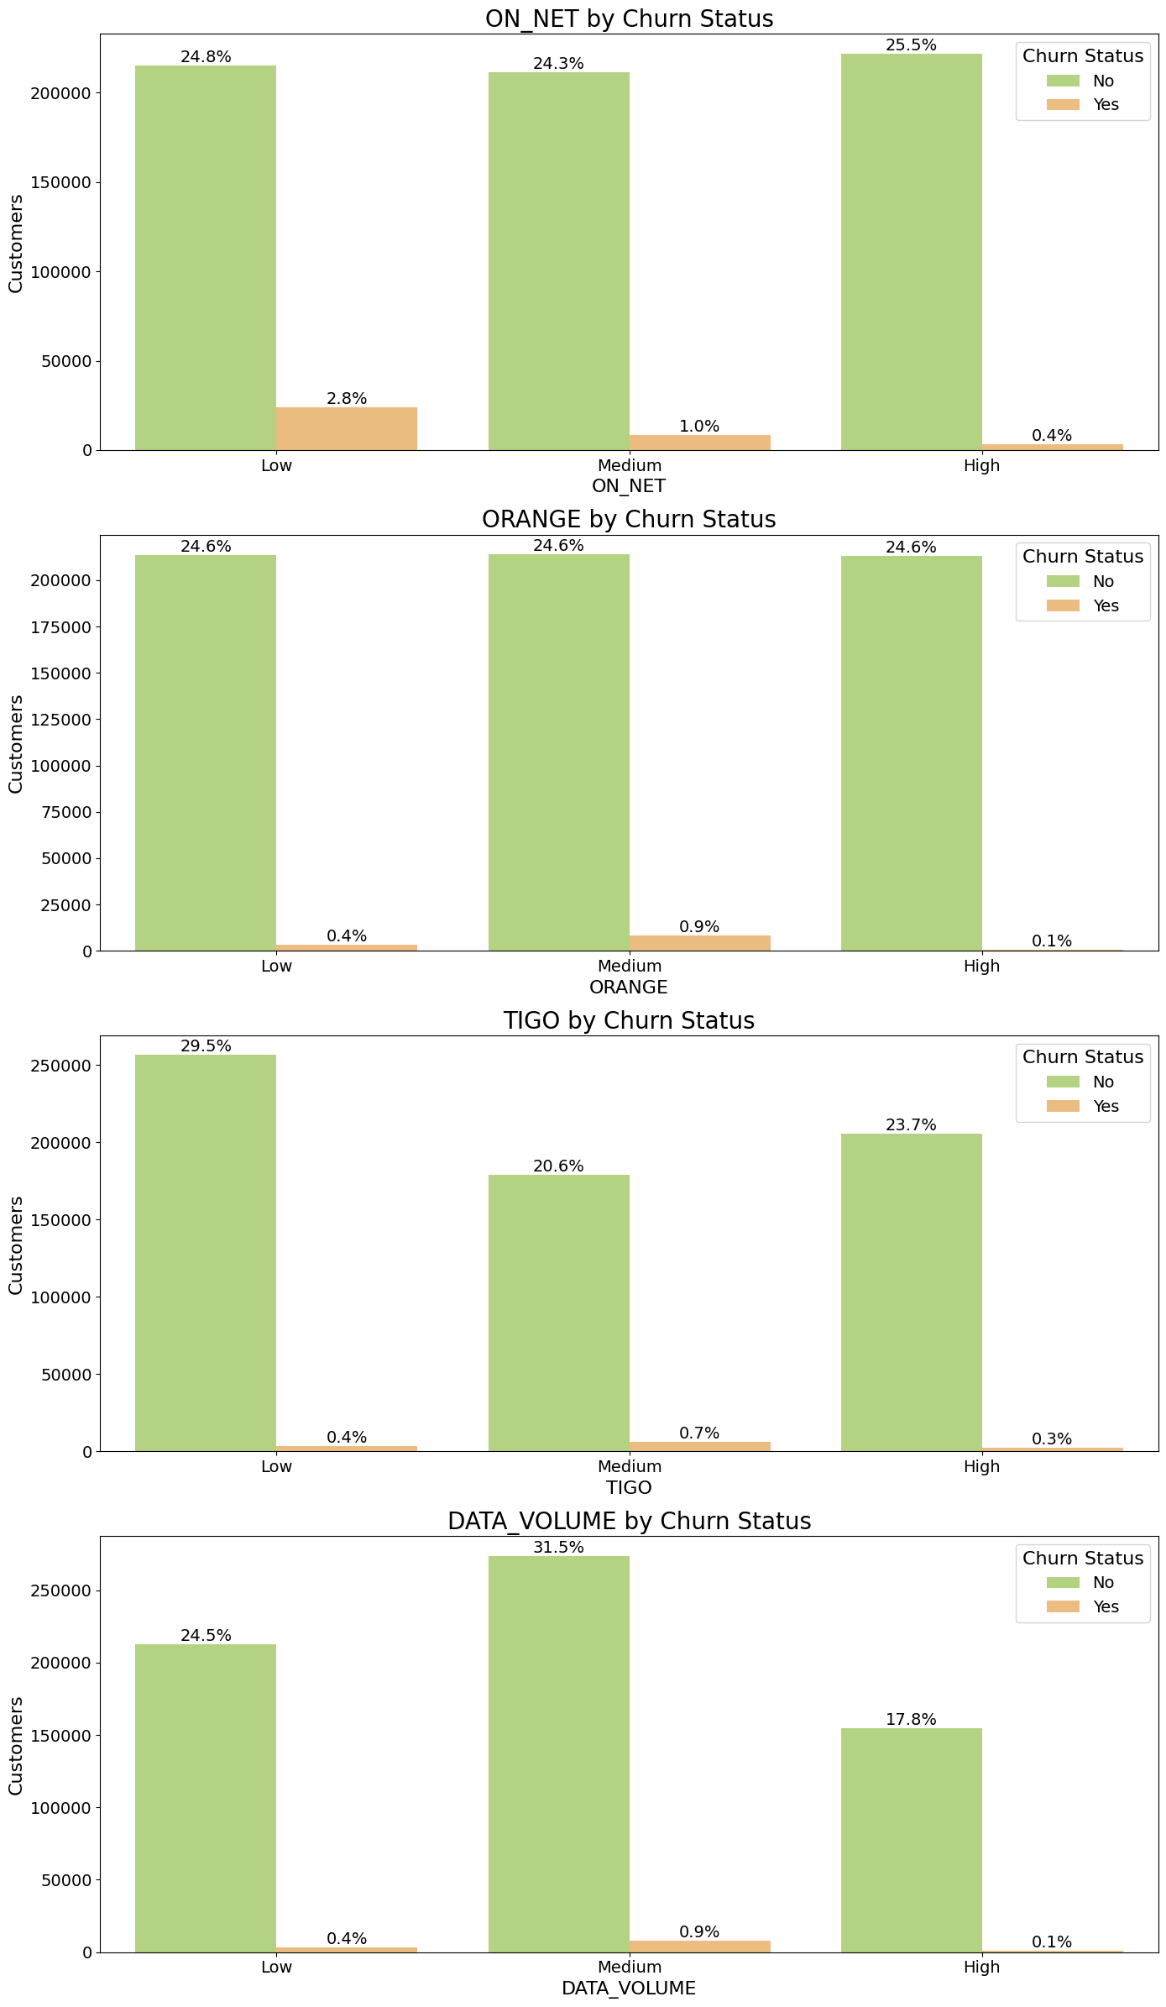 ON_NET by Churn Status
Customers
200000
150000
100000
50000
0
24.8%
2.8%
24.3%
1.0%
25.5%
0.4%
Churn Status
No
Yes
Low
Medium
High
ON_NET
ORANGE by Churn Status
Customers
200000
175000
150000
125000
100000
75000
50000
25000
0
24.6%
0.4%
24.6%
0.9%
24.6%
0.1%
Churn Status
No
Yes
Low
Medium
High
ORANGE
TIGO by Churn Status
Customers
250000
200000
150000
100000
50000
0
29.5%
0.4%
20.6%
0.7%
23.7%
0.3%
Churn Status
No
Yes
Low
Medium
High
TIGO
DATA_VOLUME by Churn Status
Customers
250000
200000
150000
100000
50000
0
24.5%
0.4%
31.5%
0.9%
17.8%
0.1%
Churn Status
No
Yes
Low
Medium
High
DATA_VOLUME